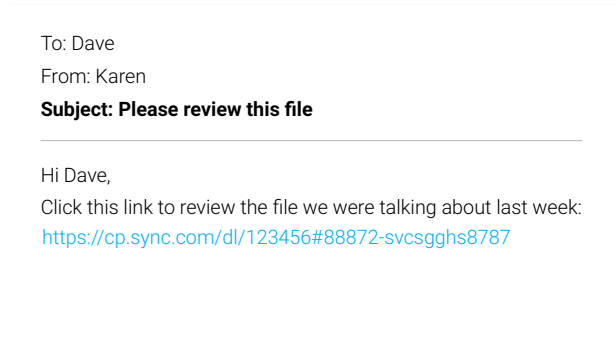 To: Dave
From: Karen
Subject: Please review this file
Hi Dave,
Click this link to review the file we were talking about last week:
https://cp.sync.com/dl/123456#88872-svcsgghs8787